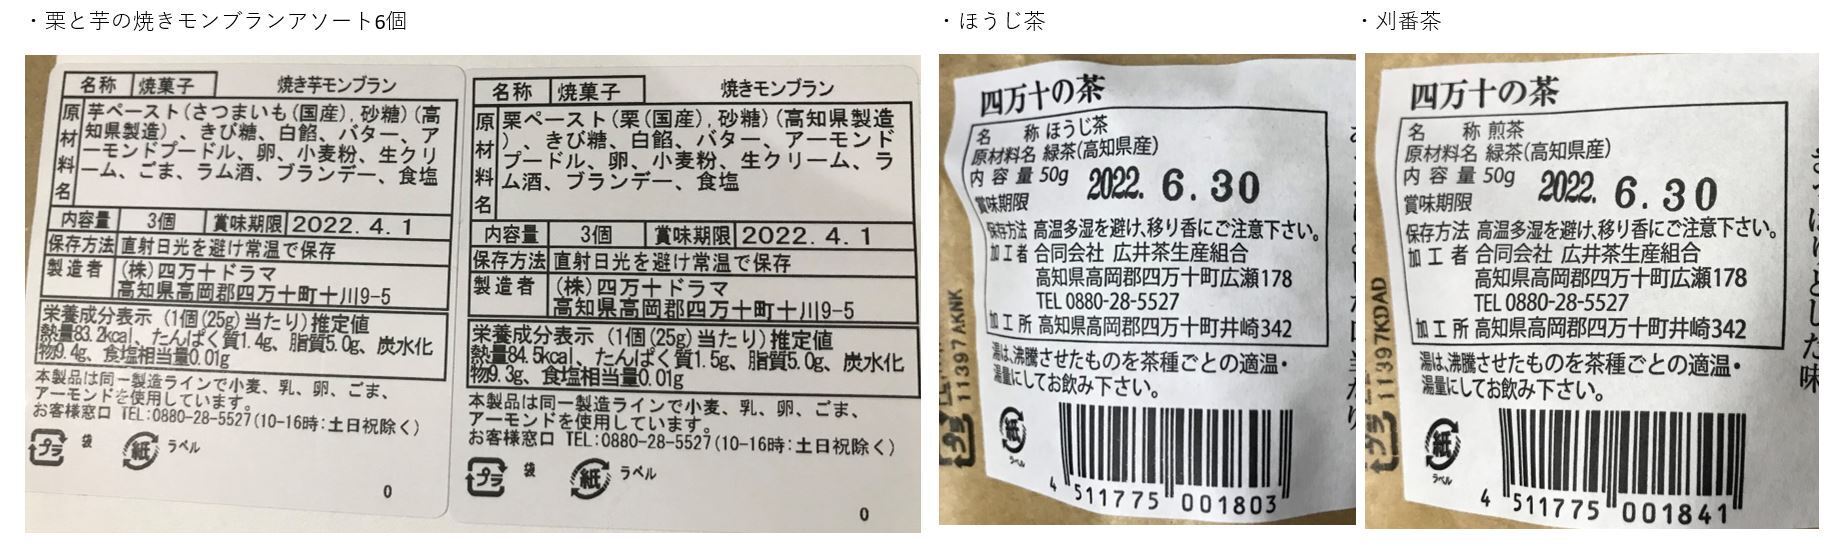 ・栗と芋の焼きモンブランアソート6個
名称 焼菓子 焼き芋モンブラン
原材料名 芋ペースト(さつまいも(国産),砂糖)(高
知県製造)、きび糖、白餡、バター、ア
ーモンドプードル、卵、小麦粉、生クリ
ーム、ごま、ラム酒、ブランデー、食塩
内容量 3個 賞味期限 2022.4.1
保存方法 直射日光を避け常温で保存
製造者 (株)四万十ドラマ
高知県高岡郡四万十町十川9-5
栄養成分表示(1個(25g)当たり)推定値
熱量83.2kcal、たんぱく質1.4g、脂質5.0g、炭水化
物9.4g、食塩相当量0.01g
本製品は同一製造ラインで小麦、乳、卵、ごま、
アーモンドを使用しています。
お客様窓口 TEL:0880-28-5527(10-16時:土日祝除く)
プラ 袋 紙 ラベル
0
名称 焼菓子 焼きモンブラン
原材料名 栗ペースト(栗(国産),砂糖)(高知県製造
)、きび糖、白餡、バター、アーモンド
プードル、卵、小麦粉、生クリーム、ラ
ム酒、ブランデー、食塩
内容量 3個 賞味期限 2022.4.1
保存方法 直射日光を避け常温で保存
製造者 (株)四万十ドラマ
高知県高岡郡四万十町十川9-5
栄養成分表示(1個(25g)当たり)推定値
熱量84.5kcal、たんぱく質1.5g、脂質5.0g、炭水化
物9.3g、食塩相当量0.01g
本製品は同一製造ラインで小麦、乳、卵、ごま、
アーモンドを使用しています。
お客様窓口 TEL:0880-28-5527(10-16時:土日祝除く)
プラ 袋 紙 ラベル
0
・ほうじ茶
四万十の茶
名称 ほうじ茶
原材料名 緑茶(高知県産)
内容量 50g
賞味期限 2022. 6. 30
保存方法 高温多湿を避け、移り香にご注意下さい。
加工者 合同会社 広井茶生産組合
高知県高岡郡四万十町広瀬178
TEL 0880-28-5527
加工所 高知県高岡郡四万十町井崎342
湯は、沸騰させたものを茶種ごとの適温・
湯量にしてお飲み下さい。
紙
ラベル
プラ
11397AKNK
4 511775 001803
・刈番茶
四万十の茶
名称 煎茶
原材料名 緑茶(高知県産)
内容量 50g
賞味期限 2022. 6. 30
保存方法 高温多湿を避け、移り香にご注意下さい。
加工者 合同会社 広井茶生産組合
高知県高岡郡四万十町広瀬178
TEL 0880-28-5527
加工所 高知県高岡郡四万十町井崎342
湯は、沸騰させたものを茶種ごとの適温・
湯量にしてお飲み下さい。
紙
ラベル
プラ
11397KDAD
4 511775 001841